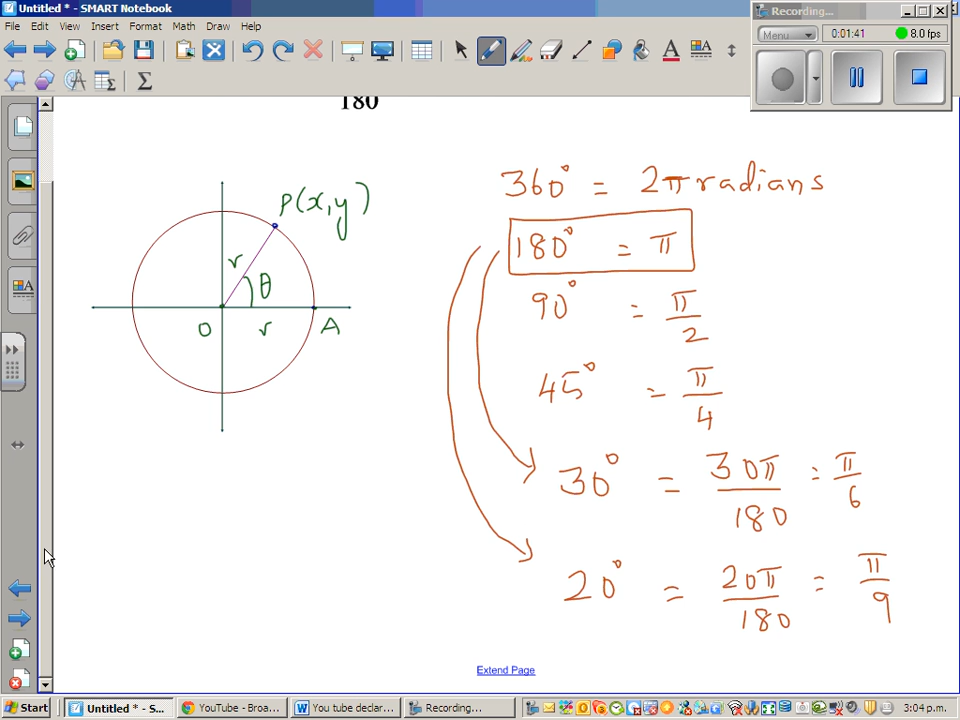 Untitled * - SMART Notebook
File Edit View Insert Format Math Draw Help
Recording...
Menu
0:01:41
8.0 fps
180
P(x,y)
r
θ
O
r
A
360° = 2π radians
180° = π
90° = π/2
45° = π/4
30° = 30π/180 = π/6
20° = 20π/180 = π/9
Extend Page
Start
Untitled * - S...
YouTube - Broa...
You tube declar...
Recording...
3:04 p.m.